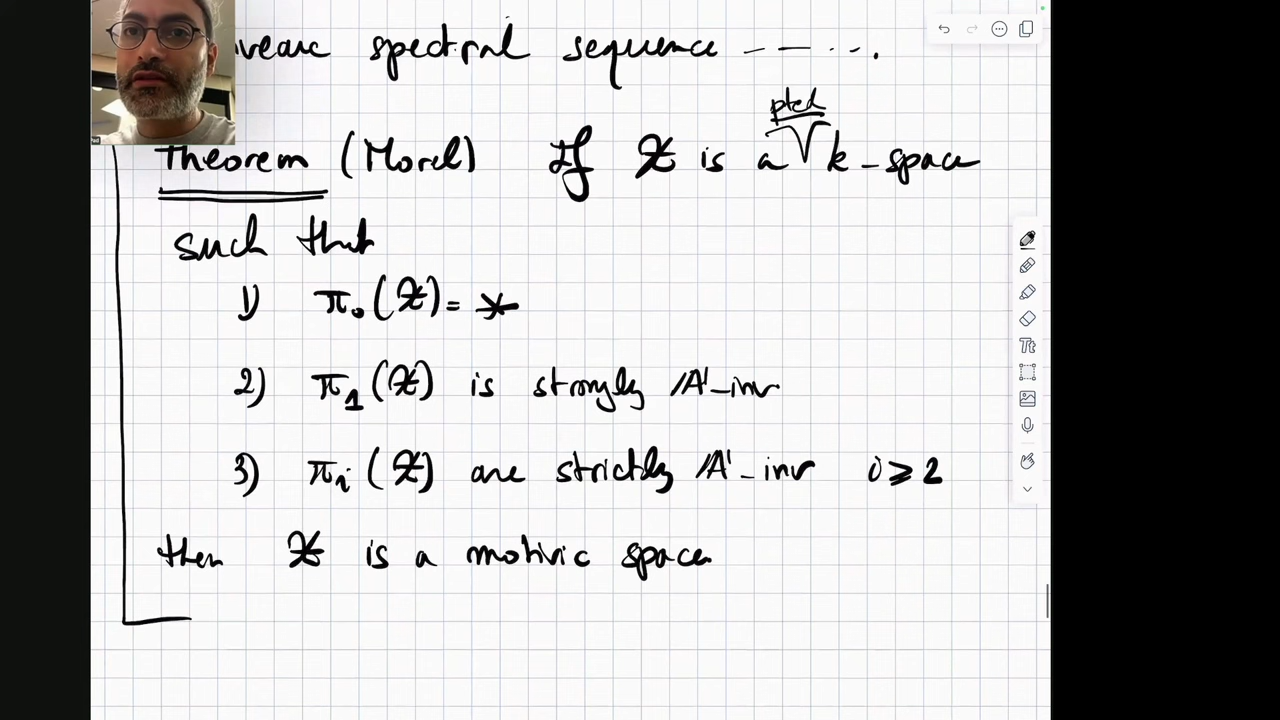 spectral sequence — — ...
pted
Theorem (Morel) If 𝒳 is a k-space
such that
1) π₀(𝒳) = *
2) π₁(𝒳) is strongly 𝔸¹-inv
3) πᵢ(𝒳) are strictly 𝔸¹-inv i ⩾ 2
then 𝒳 is a motivic space
Tt